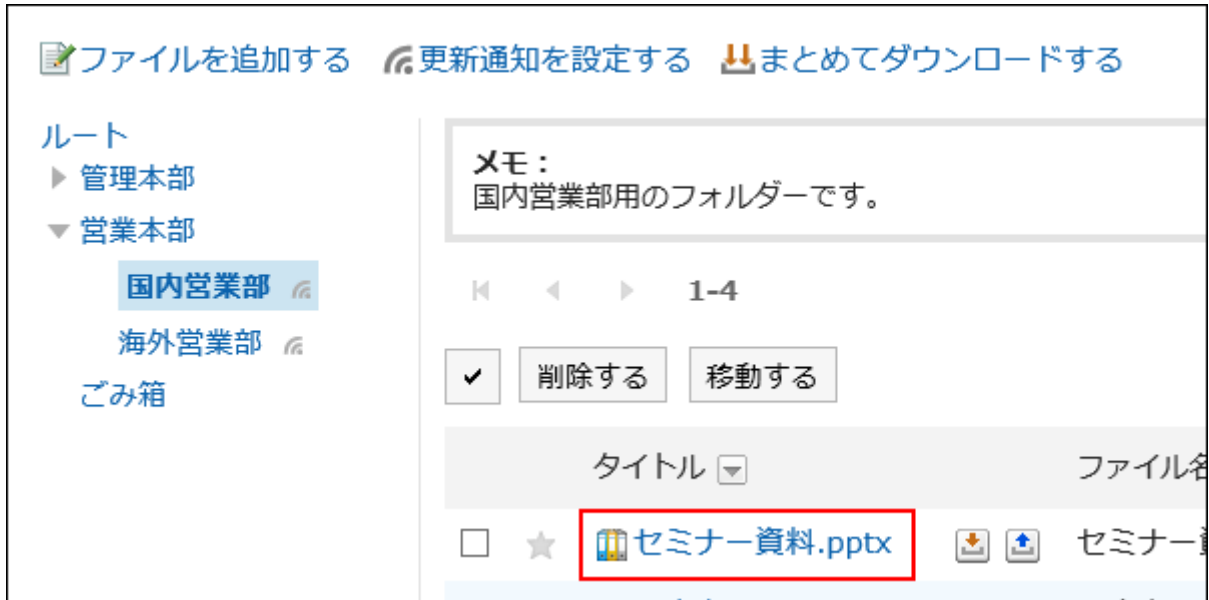 ファイルを追加する 更新通知を設定する まとめてダウンロードする
ルート
管理本部
営業本部
国内営業部
海外営業部
ごみ箱
メモ：
国内営業部用のフォルダーです。
1-4
削除する 移動する
タイトル ファイル名
セミナー資料.pptx セミナー